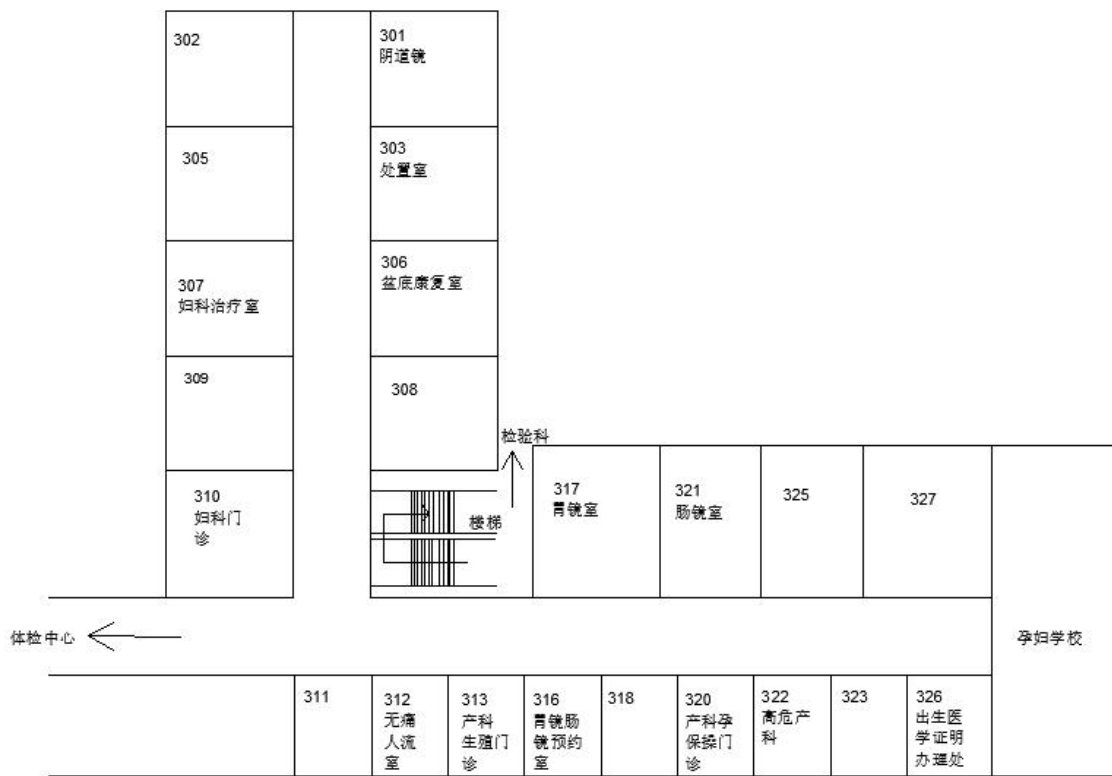 302
301
阴道镜
305
303
处置室
307
妇科治疗室
306
盆底康复室
309
308
检验科
310
妇科门
诊
楼梯
317
胃镜室
321
肠镜室
325
327
体检中心
孕妇学校
311
312
无痛
人流
室
313
产科
生殖门
诊
316
胃镜肠
镜预约
室
318
320
产科孕
保操门
诊
322
高危产
科
323
326
出生医
学证明
办理处